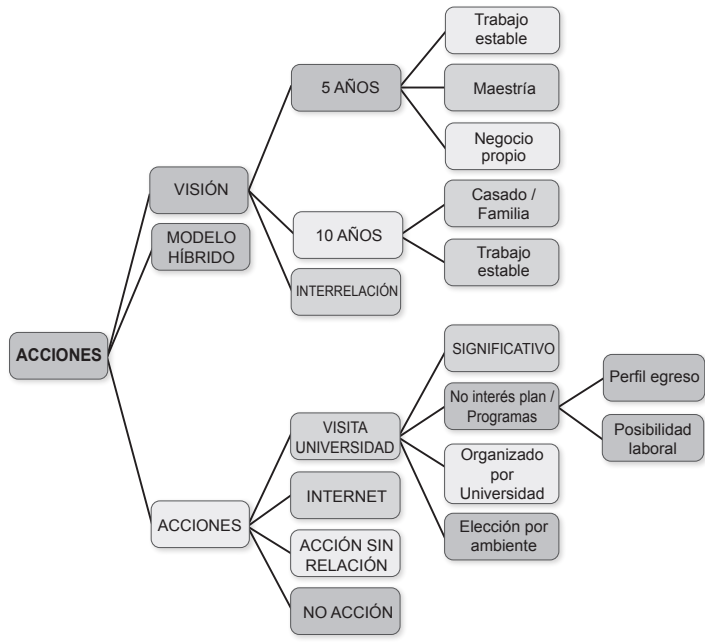 Trabajo
estable
5 AÑOS
Maestría
Negocio
propio
VISIÓN
Casado /
Familia
10 AÑOS
MODELO
HÍBRIDO
Trabajo
estable
INTERRELACIÓN
ACCIONES
SIGNIFICATIVO
No interés plan /
Programas
Perfil egreso
VISITA
UNIVERSIDAD
Posibilidad
laboral
Organizado
por
Universidad
INTERNET
ACCIONES
Elección por
ambiente
ACCIÓN SIN
RELACIÓN
NO ACCIÓN